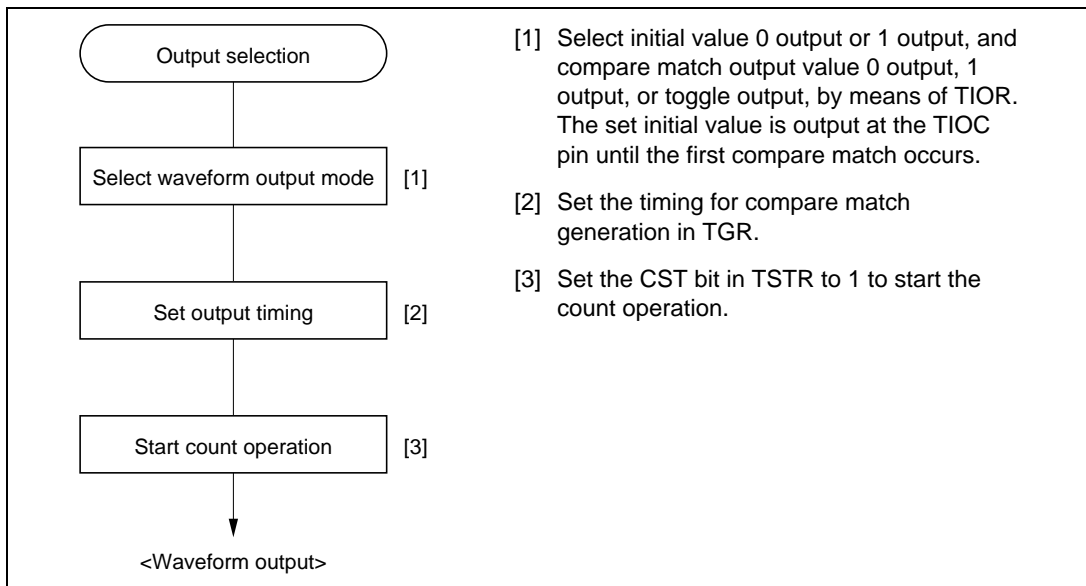 Output selection
Select waveform output mode [1]
Set output timing [2]
Start count operation [3]
<Waveform output>
[1] Select initial value 0 output or 1 output, and
compare match output value 0 output, 1
output, or toggle output, by means of TIOR.
The set initial value is output at the TIOC
pin until the first compare match occurs.
[2] Set the timing for compare match
generation in TGR.
[3] Set the CST bit in TSTR to 1 to start the
count operation.